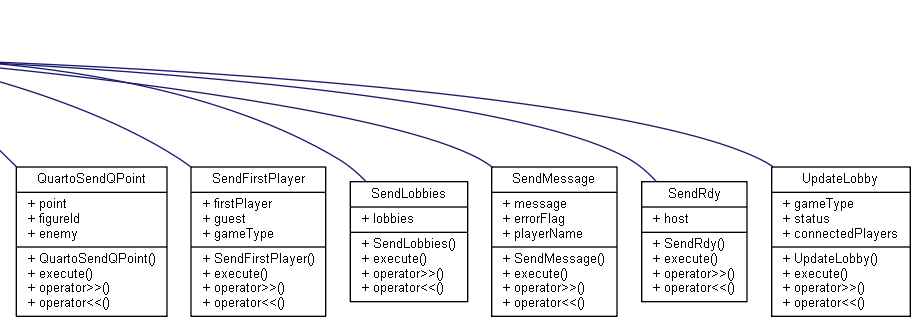 QuartoSendQPoint
+ point
+ figureId
+ enemy
+ QuartoSendQPoint()
+ execute()
+ operator>>()
+ operator<<()
SendFirstPlayer
+ firstPlayer
+ guest
+ gameType
+ SendFirstPlayer()
+ execute()
+ operator>>()
+ operator<<()
SendLobbies
+ lobbies
+ SendLobbies()
+ execute()
+ operator>>()
+ operator<<()
SendMessage
+ message
+ errorFlag
+ playerName
+ SendMessage()
+ execute()
+ operator>>()
+ operator<<()
SendRdy
+ host
+ SendRdy()
+ execute()
+ operator>>()
+ operator<<()
UpdateLobby
+ gameType
+ status
+ connectedPlayers
+ UpdateLobby()
+ execute()
+ operator>>()
+ operator<<()